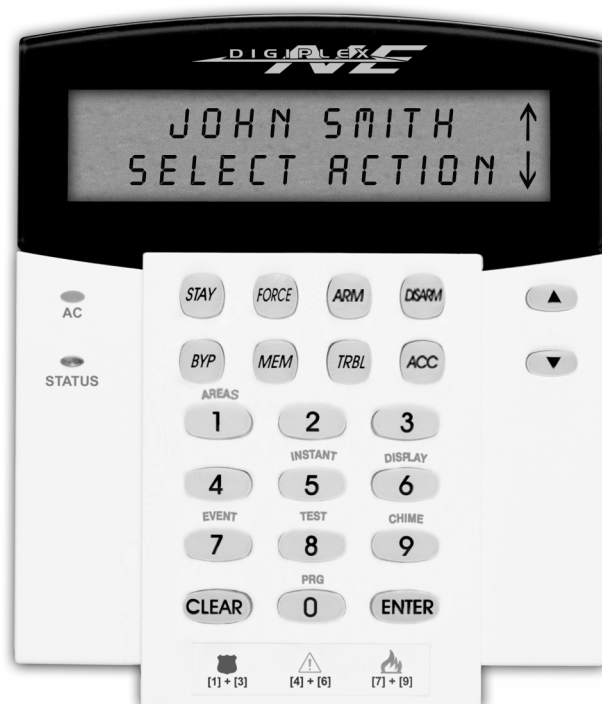 DIGIPLEX
NE
JOHN SMITH ↑
SELECT ACTION ↓
STAY FORCE ARM DISARM
AC
BYP MEM TRBL ACC
STATUS
AREAS
1 2 3
INSTANT DISPLAY
4 5 6
EVENT TEST CHIME
7 8 9
PRG
CLEAR 0 ENTER
[1] + [3] [4] + [6] [7] + [9]